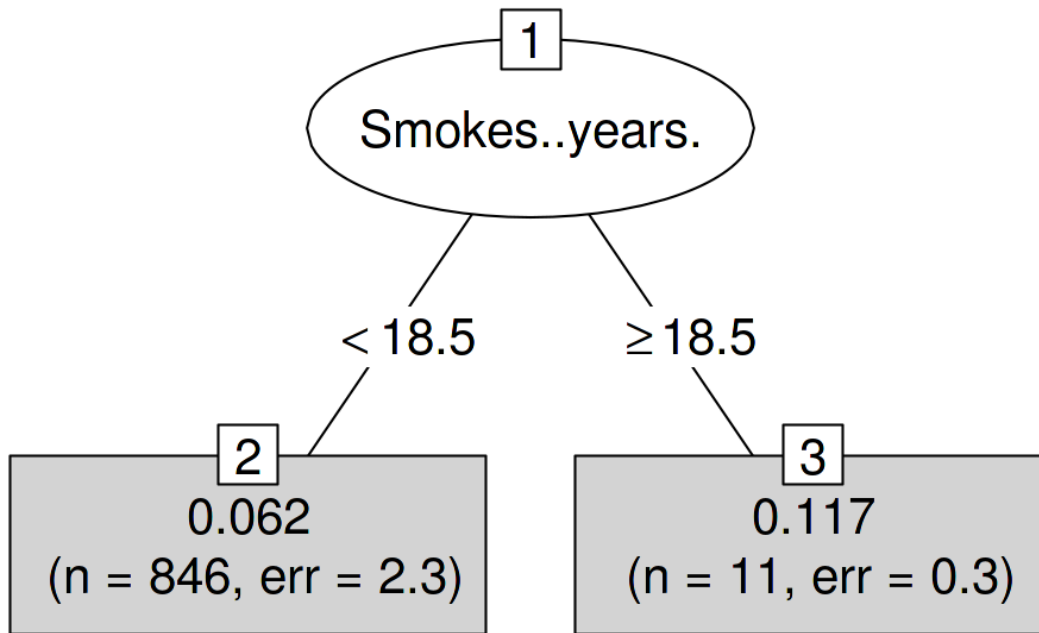 1
Smokes..years.
< 18.5
≥ 18.5
2
0.062
(n = 846, err = 2.3)
3
0.117
(n = 11, err = 0.3)